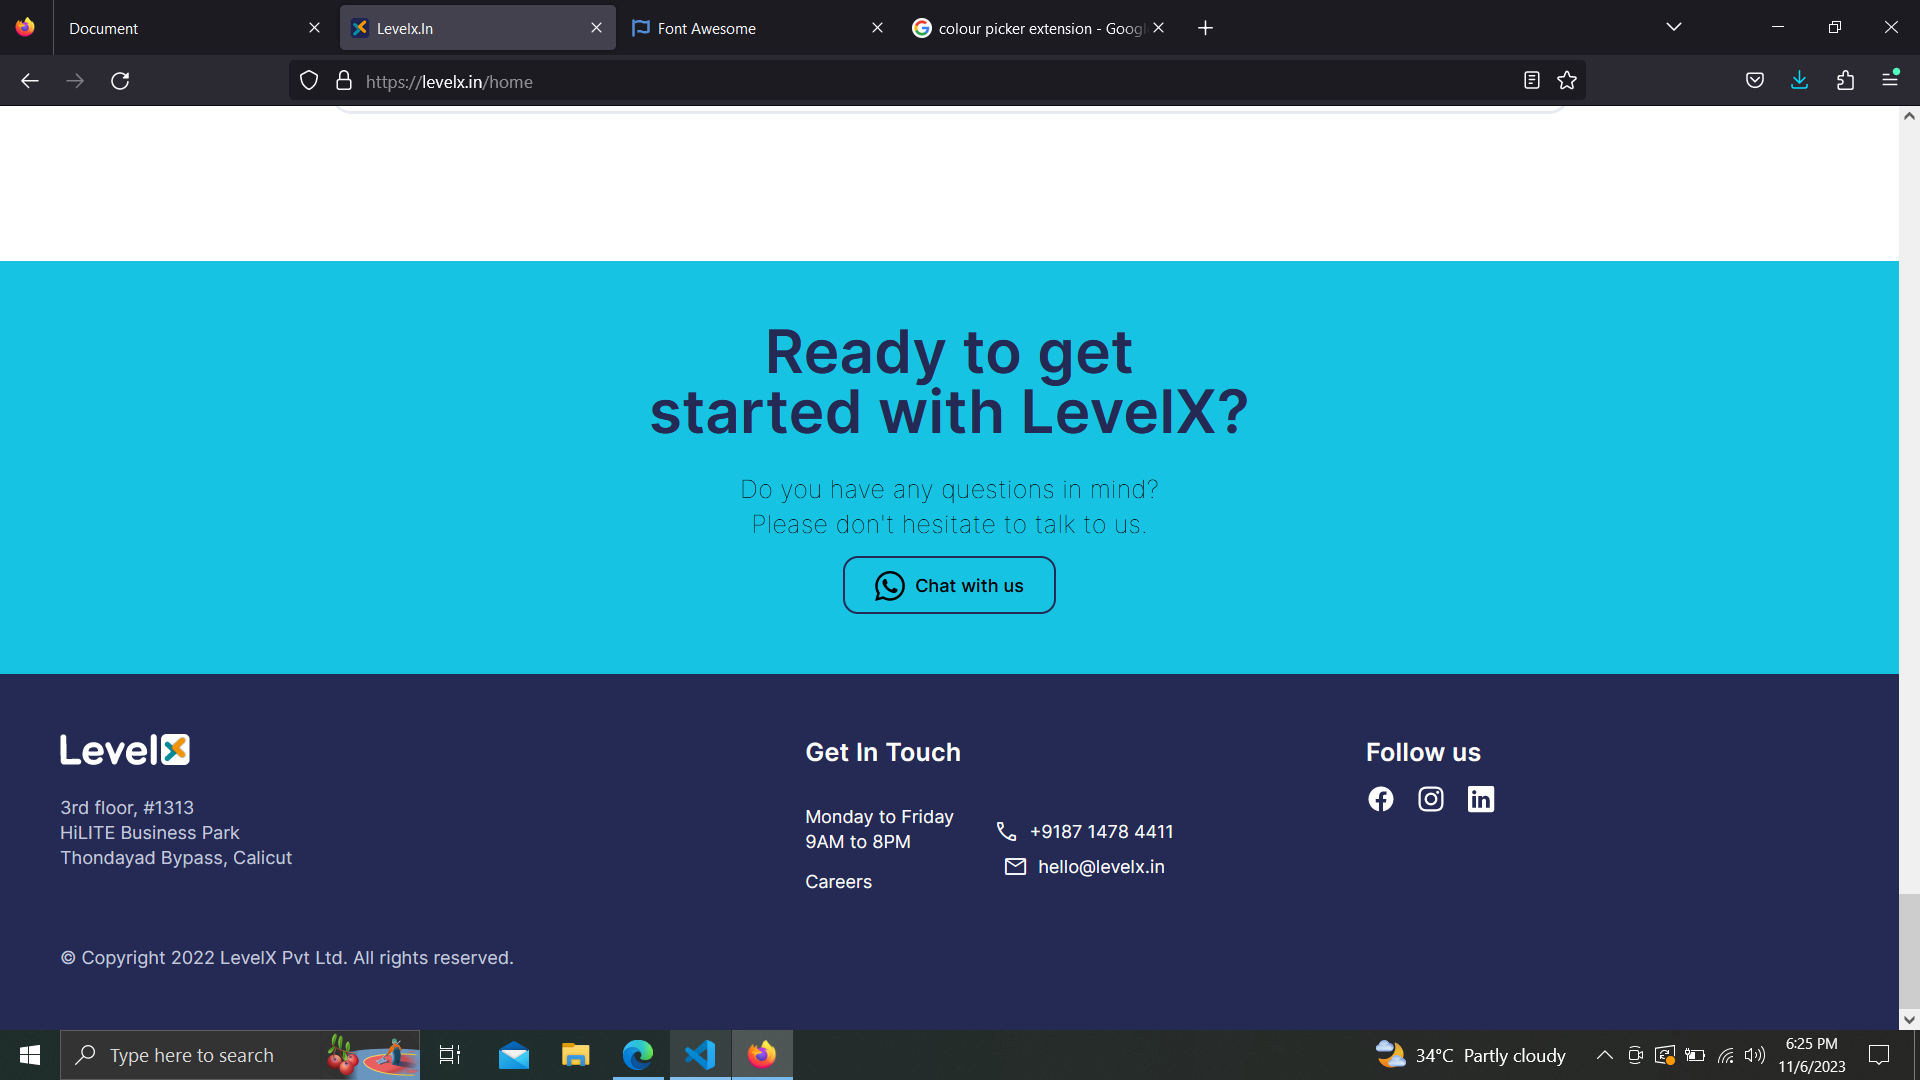 Document
Levelx.In
Font Awesome
colour picker extension - Googl
https://levelx.in/home
Ready to get
started with LevelX?
Do you have any questions in mind?
Please don't hesitate to talk to us.
Chat with us
LevelX
3rd floor, #1313
HiLITE Business Park
Thondayad Bypass, Calicut
Get In Touch
Monday to Friday
9AM to 8PM
Careers
+9187 1478 4411
hello@levelx.in
Follow us
© Copyright 2022 LevelX Pvt Ltd. All rights reserved.
Type here to search
34°C Partly cloudy
6:25 PM
11/6/2023